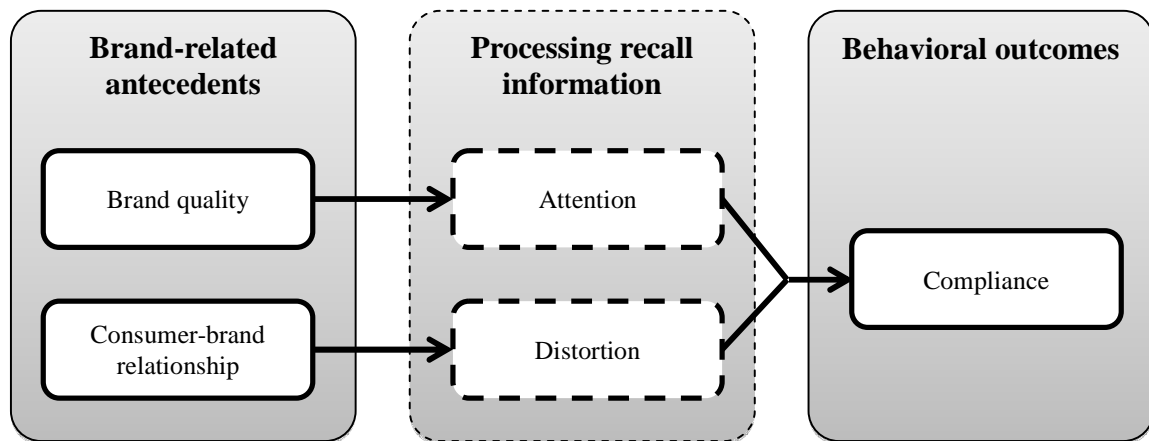 Brand-related
antecedents
Brand quality
Consumer-brand
relationship
Processing recall
information
Attention
Distortion
Behavioral outcomes
Compliance